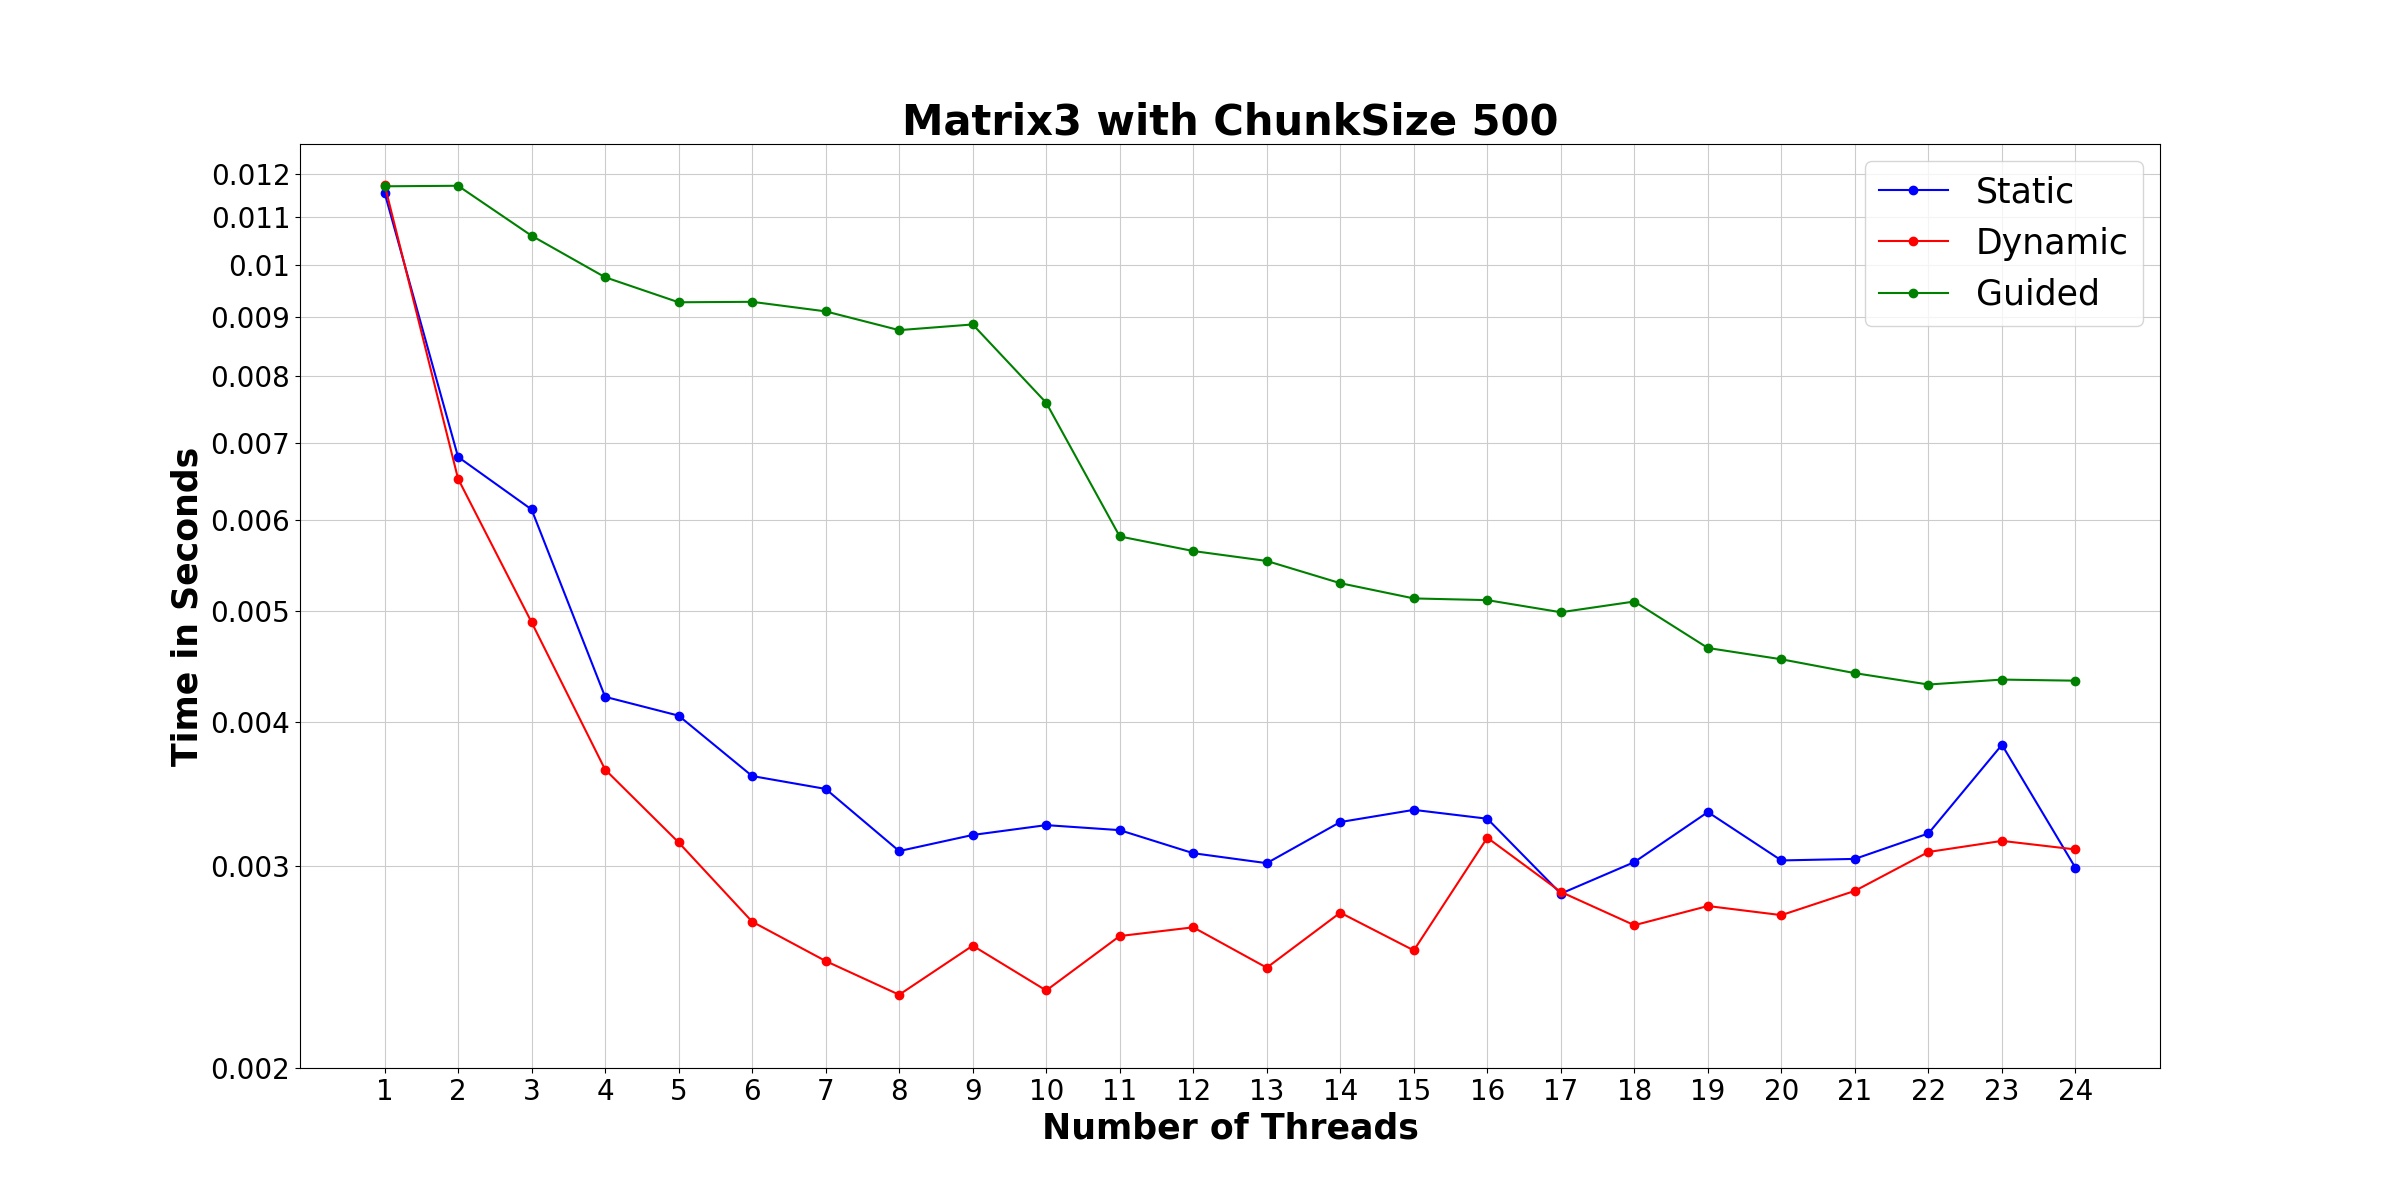 Matrix3 with ChunkSize 500
Static
Dynamic
Guided
Time in Seconds
0.012
0.011
0.01
0.009
0.008
0.007
0.006
0.005
0.004
0.003
0.002
1 2 3 4 5 6 7 8 9 10 11 12 13 14 15 16 17 18 19 20 21 22 23 24
Number of Threads